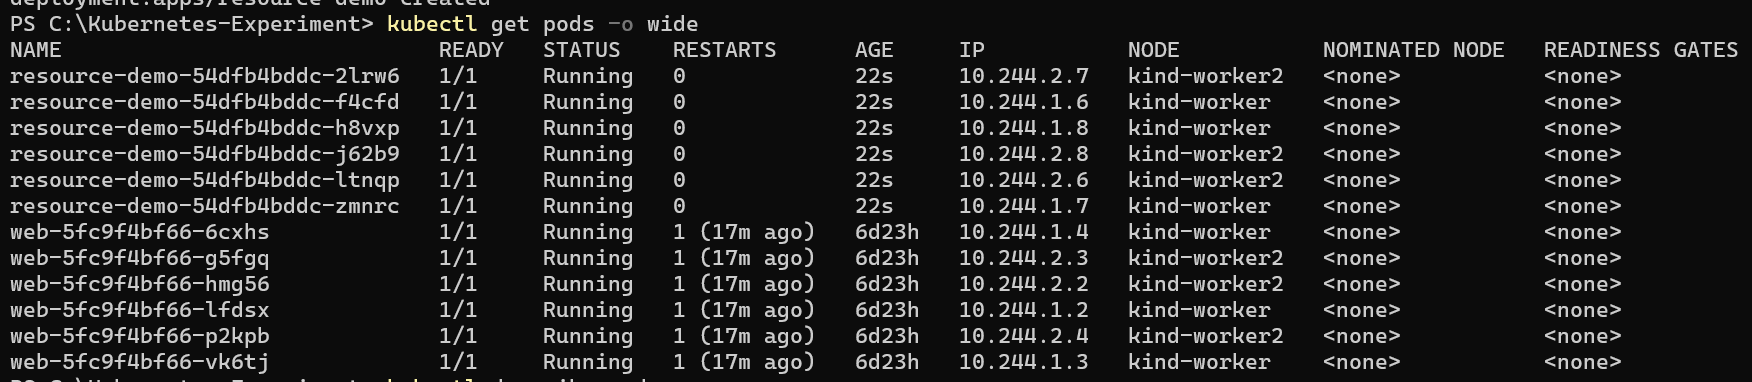 deployment.apps/resource-demo created
PS C:\Kubernetes-Experiment> kubectl get pods -o wide
NAME READY STATUS RESTARTS AGE IP NODE NOMINATED NODE READINESS GATES
resource-demo-54dfb4bddc-2lrw6 1/1 Running 0 22s 10.244.2.7 kind-worker2 <none> <none>
resource-demo-54dfb4bddc-f4cfd 1/1 Running 0 22s 10.244.1.6 kind-worker <none> <none>
resource-demo-54dfb4bddc-h8vxp 1/1 Running 0 22s 10.244.1.8 kind-worker <none> <none>
resource-demo-54dfb4bddc-j62b9 1/1 Running 0 22s 10.244.2.8 kind-worker2 <none> <none>
resource-demo-54dfb4bddc-ltnqp 1/1 Running 0 22s 10.244.2.6 kind-worker2 <none> <none>
resource-demo-54dfb4bddc-zmnrc 1/1 Running 0 22s 10.244.1.7 kind-worker <none> <none>
web-5fc9f4bf66-6cxhs 1/1 Running 1 (17m ago) 6d23h 10.244.1.4 kind-worker <none> <none>
web-5fc9f4bf66-g5fgq 1/1 Running 1 (17m ago) 6d23h 10.244.2.3 kind-worker2 <none> <none>
web-5fc9f4bf66-hmg56 1/1 Running 1 (17m ago) 6d23h 10.244.2.2 kind-worker2 <none> <none>
web-5fc9f4bf66-lfdsx 1/1 Running 1 (17m ago) 6d23h 10.244.1.2 kind-worker <none> <none>
web-5fc9f4bf66-p2kpb 1/1 Running 1 (17m ago) 6d23h 10.244.2.4 kind-worker2 <none> <none>
web-5fc9f4bf66-vk6tj 1/1 Running 1 (17m ago) 6d23h 10.244.1.3 kind-worker <none> <none>